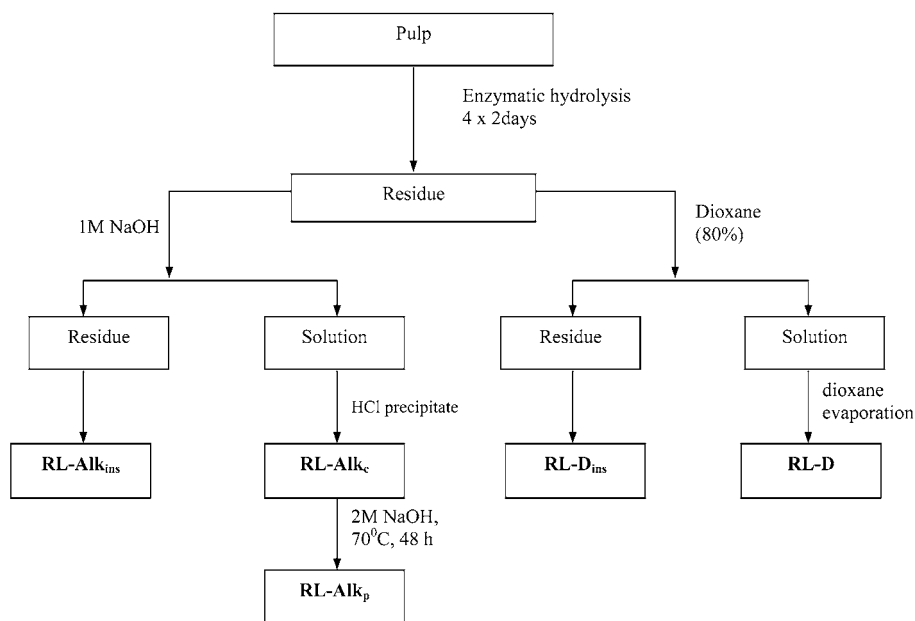 Pulp
Enzymatic hydrolysis
4 x 2days
Residue
1M NaOH
Dioxane
(80%)
Residue
Solution
Residue
Solution
HCl precipitate
dioxane
evaporation
RL-Alkins
RL-Alkc
RL-Dins
RL-D
2M NaOH,
70⁰C, 48 h
RL-Alkp